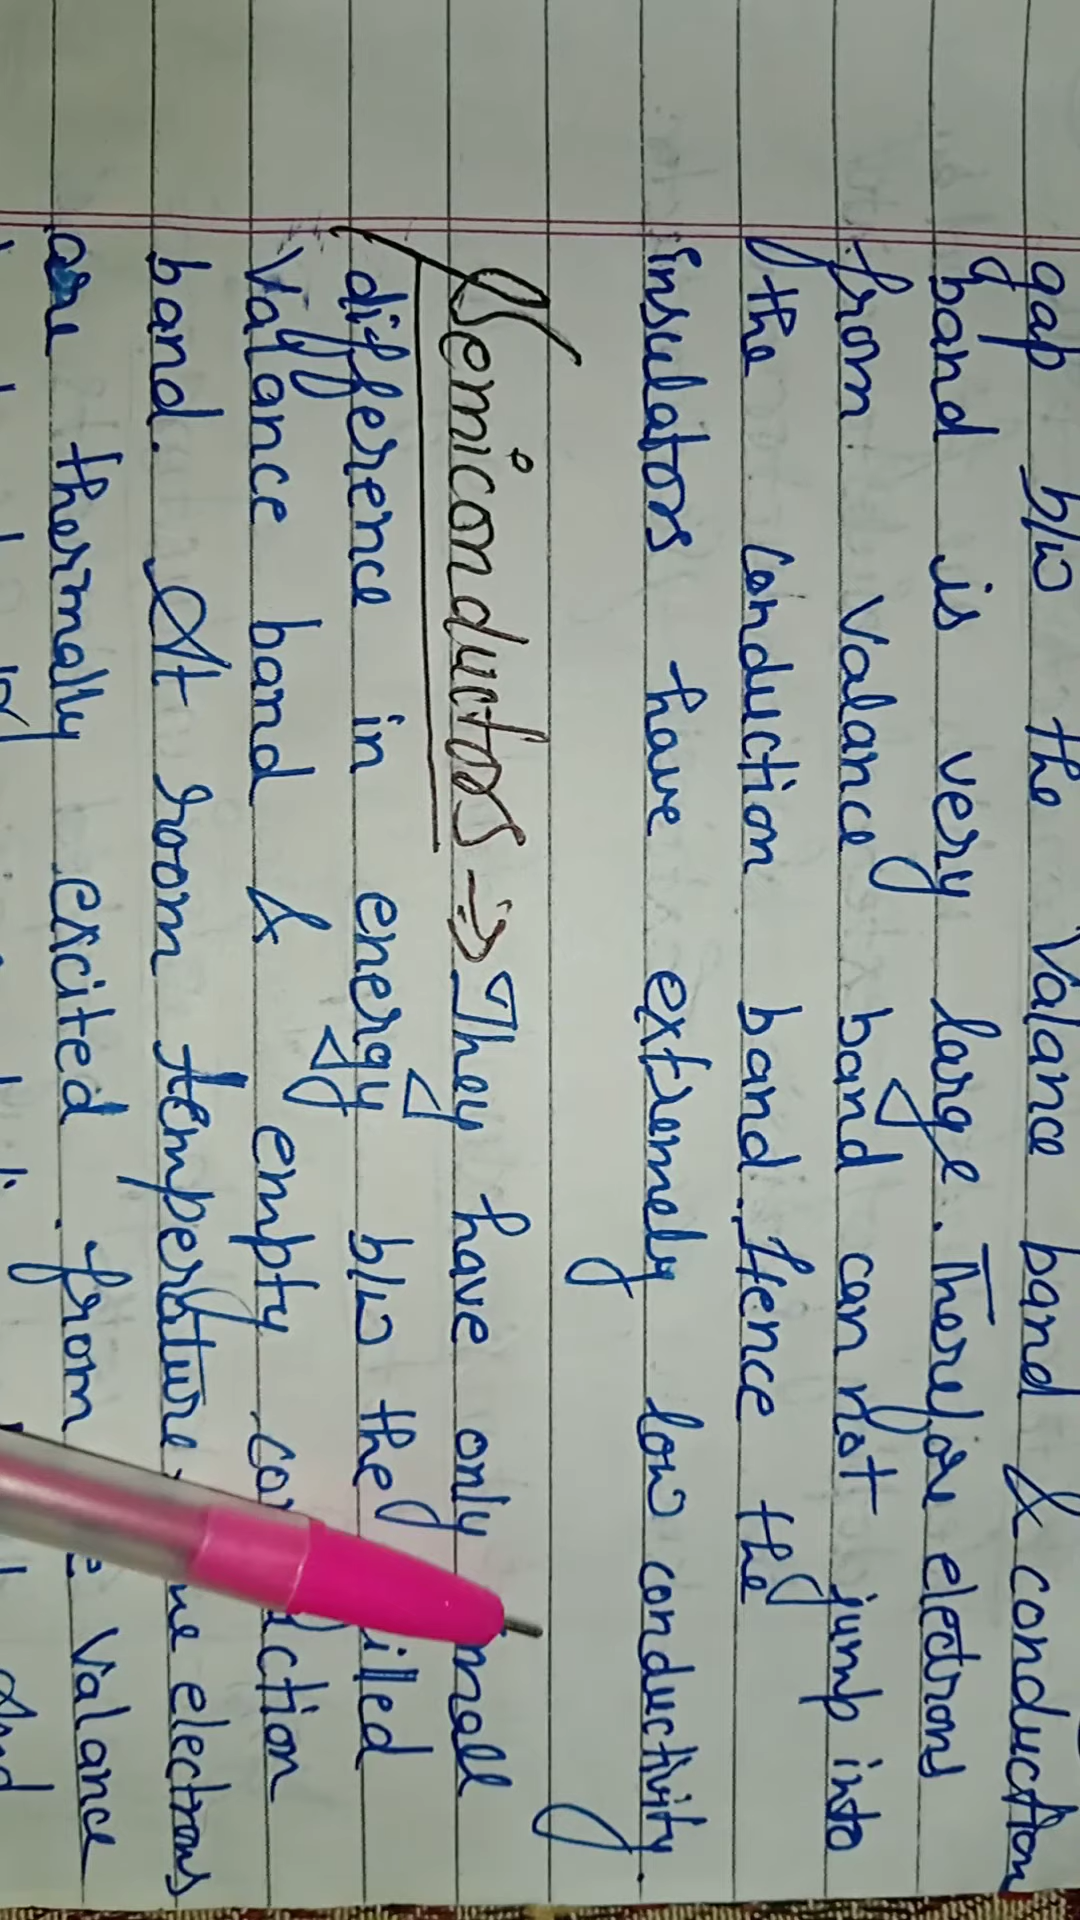 gap b/w the Valance band & conduction
band is very large. Therefore electrons
from valance band can not jump into
the conduction band. Hence the
insulators have extremely low conductivity.
Semiconductors ⇒ They have only
difference in energy b/w the
Valance band & empty
band. At room temperature electrons
are thermally excited from Valance